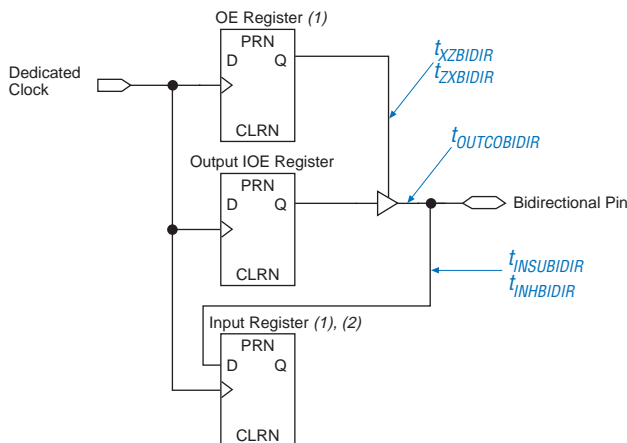 OE Register (1)
PRN
D Q
CLRN
Dedicated
Clock
tXZBIDIR
tZXBIDIR
tOUTCOBIDIR
Output IOE Register
PRN
D Q
CLRN
Bidirectional Pin
tINSUBIDIR
tINHBIDIR
Input Register (1), (2)
PRN
D Q
CLRN